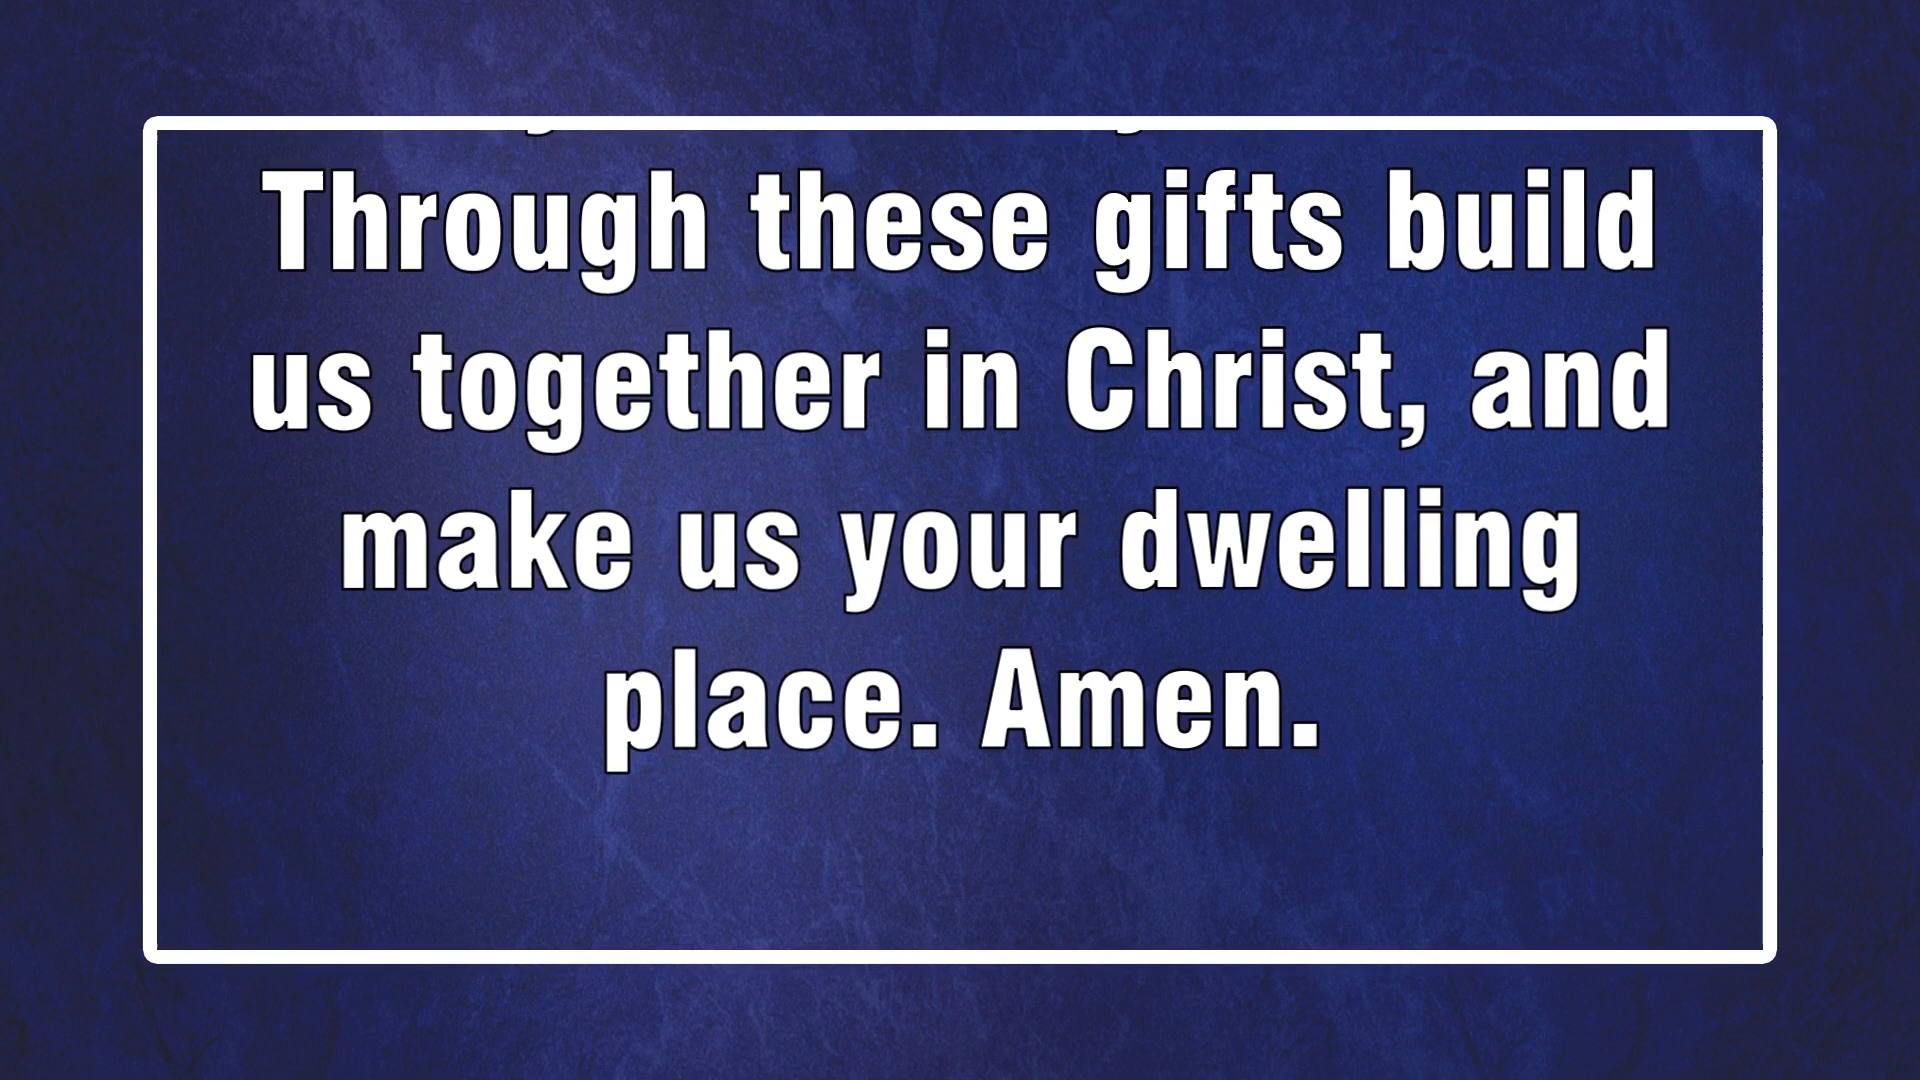 Through these gifts build
us together in Christ, and
make us your dwelling
place. Amen.